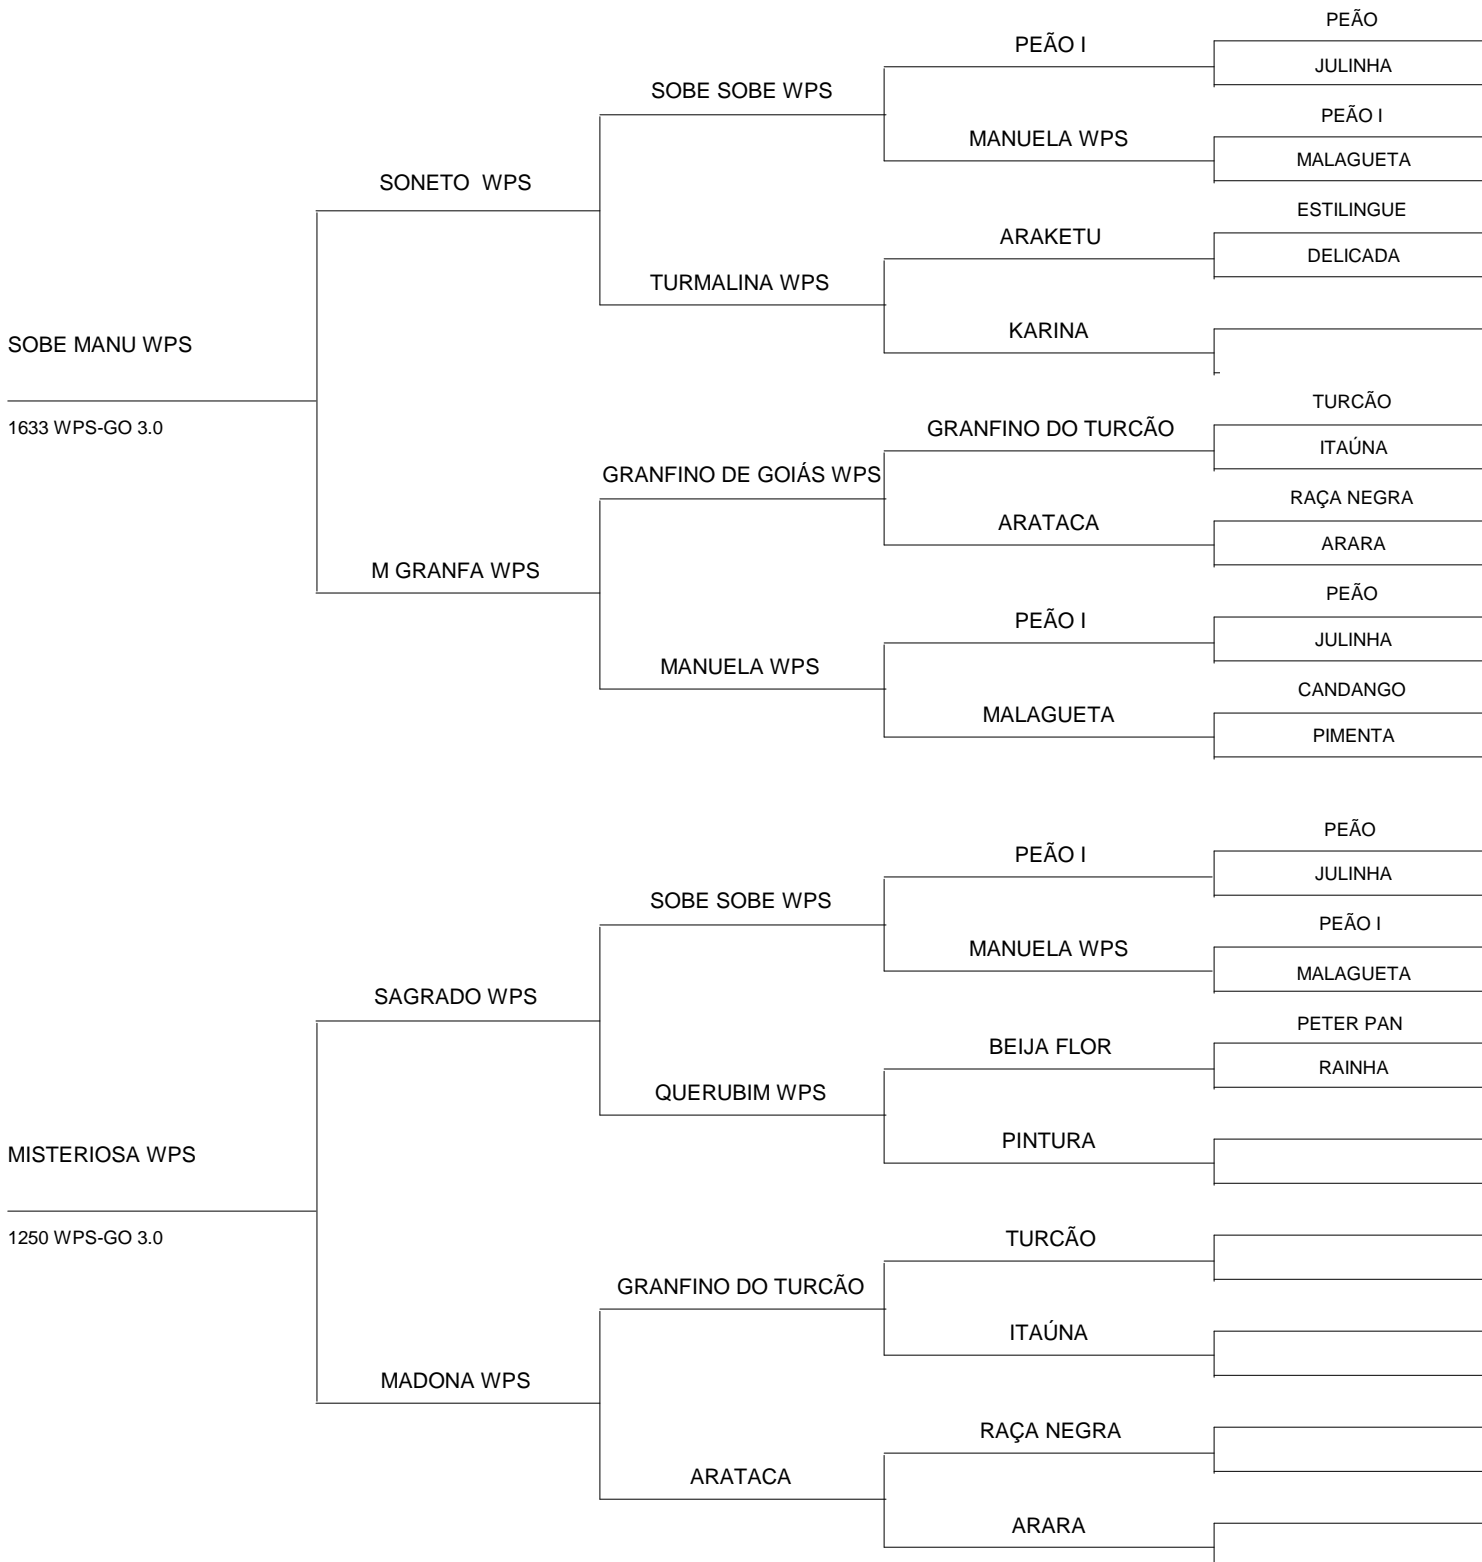 PEÃO
PEÃO I
JULINHA
SOBE SOBE WPS
PEÃO I
MANUELA WPS
MALAGUETA
SONETO  WPS
ESTILINGUE
ARAKETU
DELICADA
TURMALINA WPS
KARINA
SOBE MANU WPS
TURCÃO
1633 WPS-GO 3.0
GRANFINO DO TURCÃO
ITAÚNA
GRANFINO DE GOIÁS WPS
RAÇA NEGRA
ARATACA
ARARA
M GRANFA WPS
PEÃO
PEÃO I
JULINHA
MANUELA WPS
CANDANGO
MALAGUETA
PIMENTA
PEÃO
PEÃO I
JULINHA
SOBE SOBE WPS
PEÃO I
MANUELA WPS
MALAGUETA
SAGRADO WPS
PETER PAN
BEIJA FLOR
RAINHA
QUERUBIM WPS
PINTURA
MISTERIOSA WPS
1250 WPS-GO 3.0
TURCÃO
GRANFINO DO TURCÃO
ITAÚNA
MADONA WPS
RAÇA NEGRA
ARATACA
ARARA